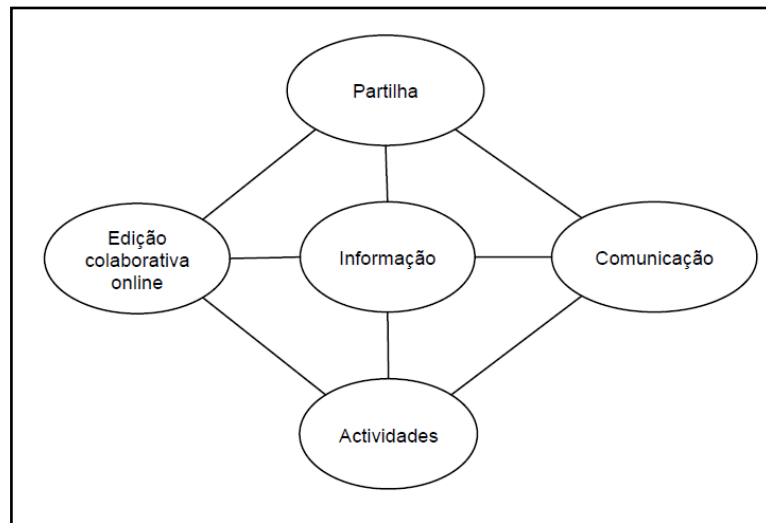 Partilha
Edição
colaborativa
online
Informação
Comunicação
Actividades